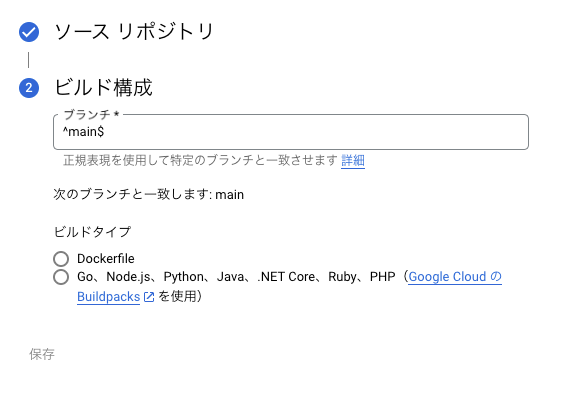 ソース リポジトリ
2 ビルド構成
ブランチ *
^main$
正規表現を使用して特定のブランチと一致させます 詳細
次のブランチと一致します: main
ビルドタイプ
Dockerfile
Go、Node.js、Python、Java、.NET Core、Ruby、PHP（Google Cloud の
Buildpacks を使用）
保存